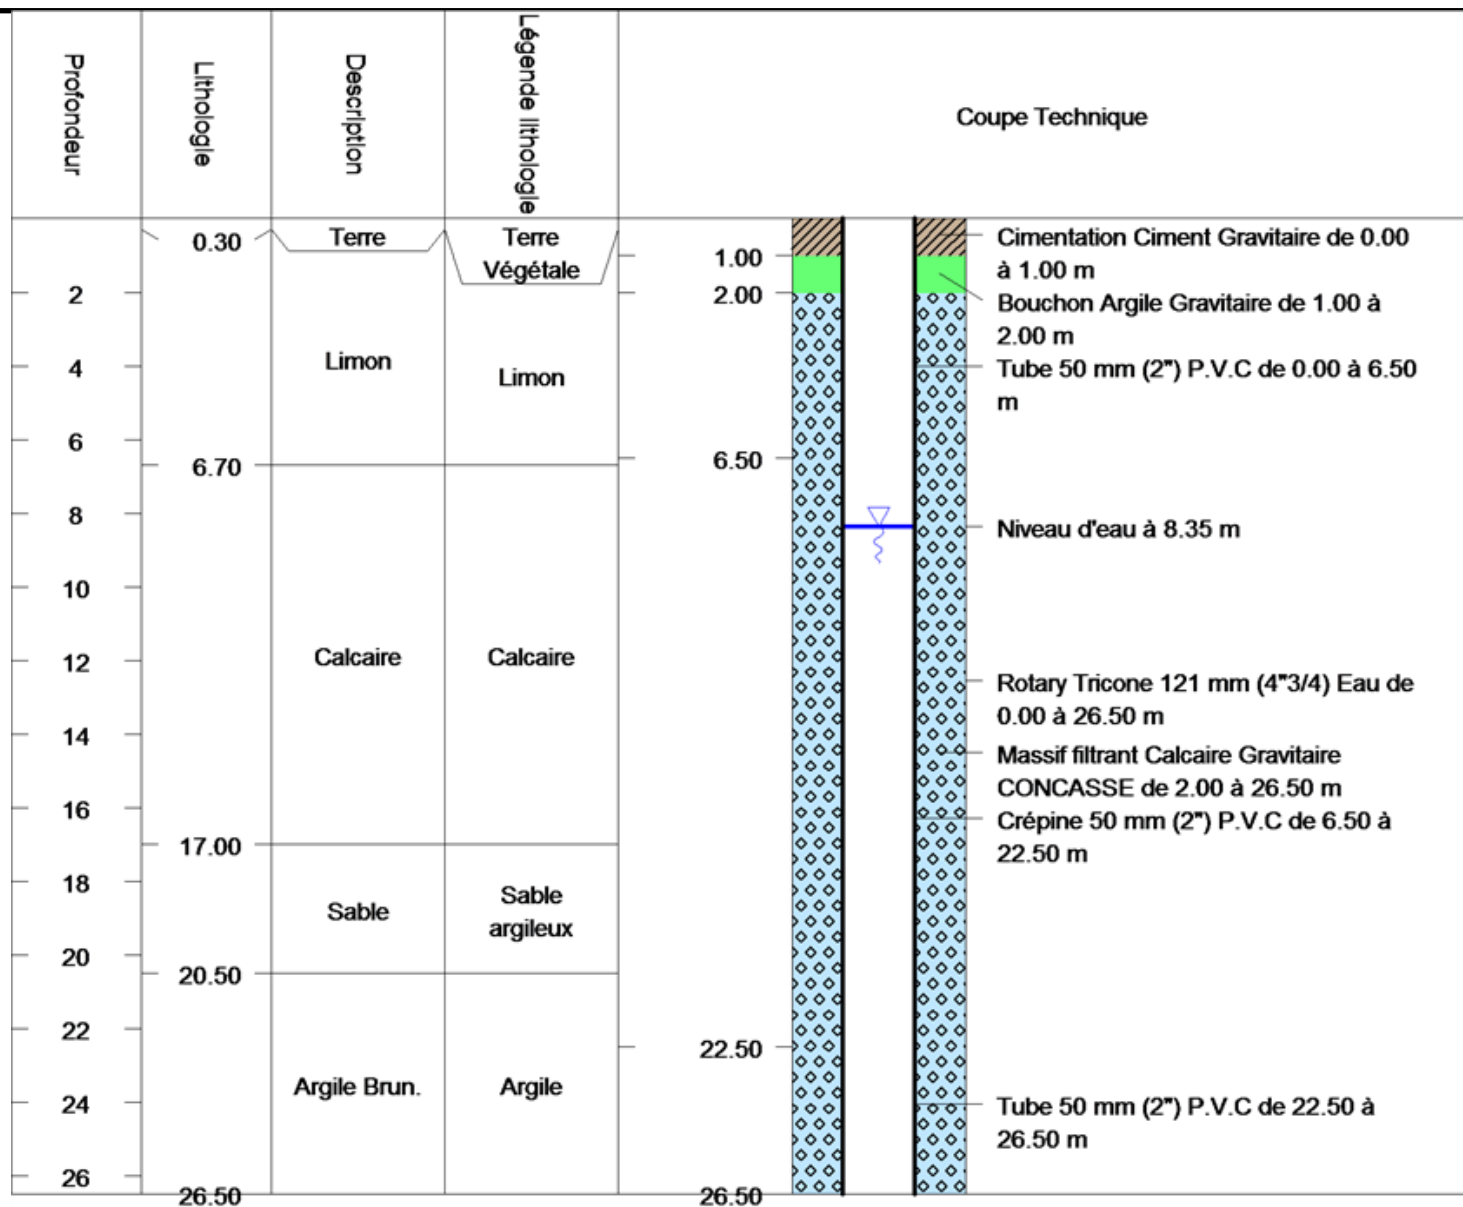 Profondeur
Lithologie
Description
Légende lithologie
Coupe Technique
0.30
Terre
Terre
Végétale
1.00
Cimentation Ciment Gravitaire de 0.00
à 1.00 m
2
2.00
Bouchon Argile Gravitaire de 1.00 à
2.00 m
4
Limon
Limon
Tube 50 mm (2") P.V.C de 0.00 à 6.50
m
6
6.70
6.50
8
Niveau d'eau à 8.35 m
10
12
Calcaire
Calcaire
Rotary Tricone 121 mm (4"3/4) Eau de
0.00 à 26.50 m
14
Massif filtrant Calcaire Gravitaire
CONCASSE de 2.00 à 26.50 m
16
Crépine 50 mm (2") P.V.C de 6.50 à
22.50 m
17.00
18
Sable
Sable
argileux
20
20.50
22
22.50
Argile Brun.
Argile
24
Tube 50 mm (2") P.V.C de 22.50 à
26.50 m
26
26.50
26.50